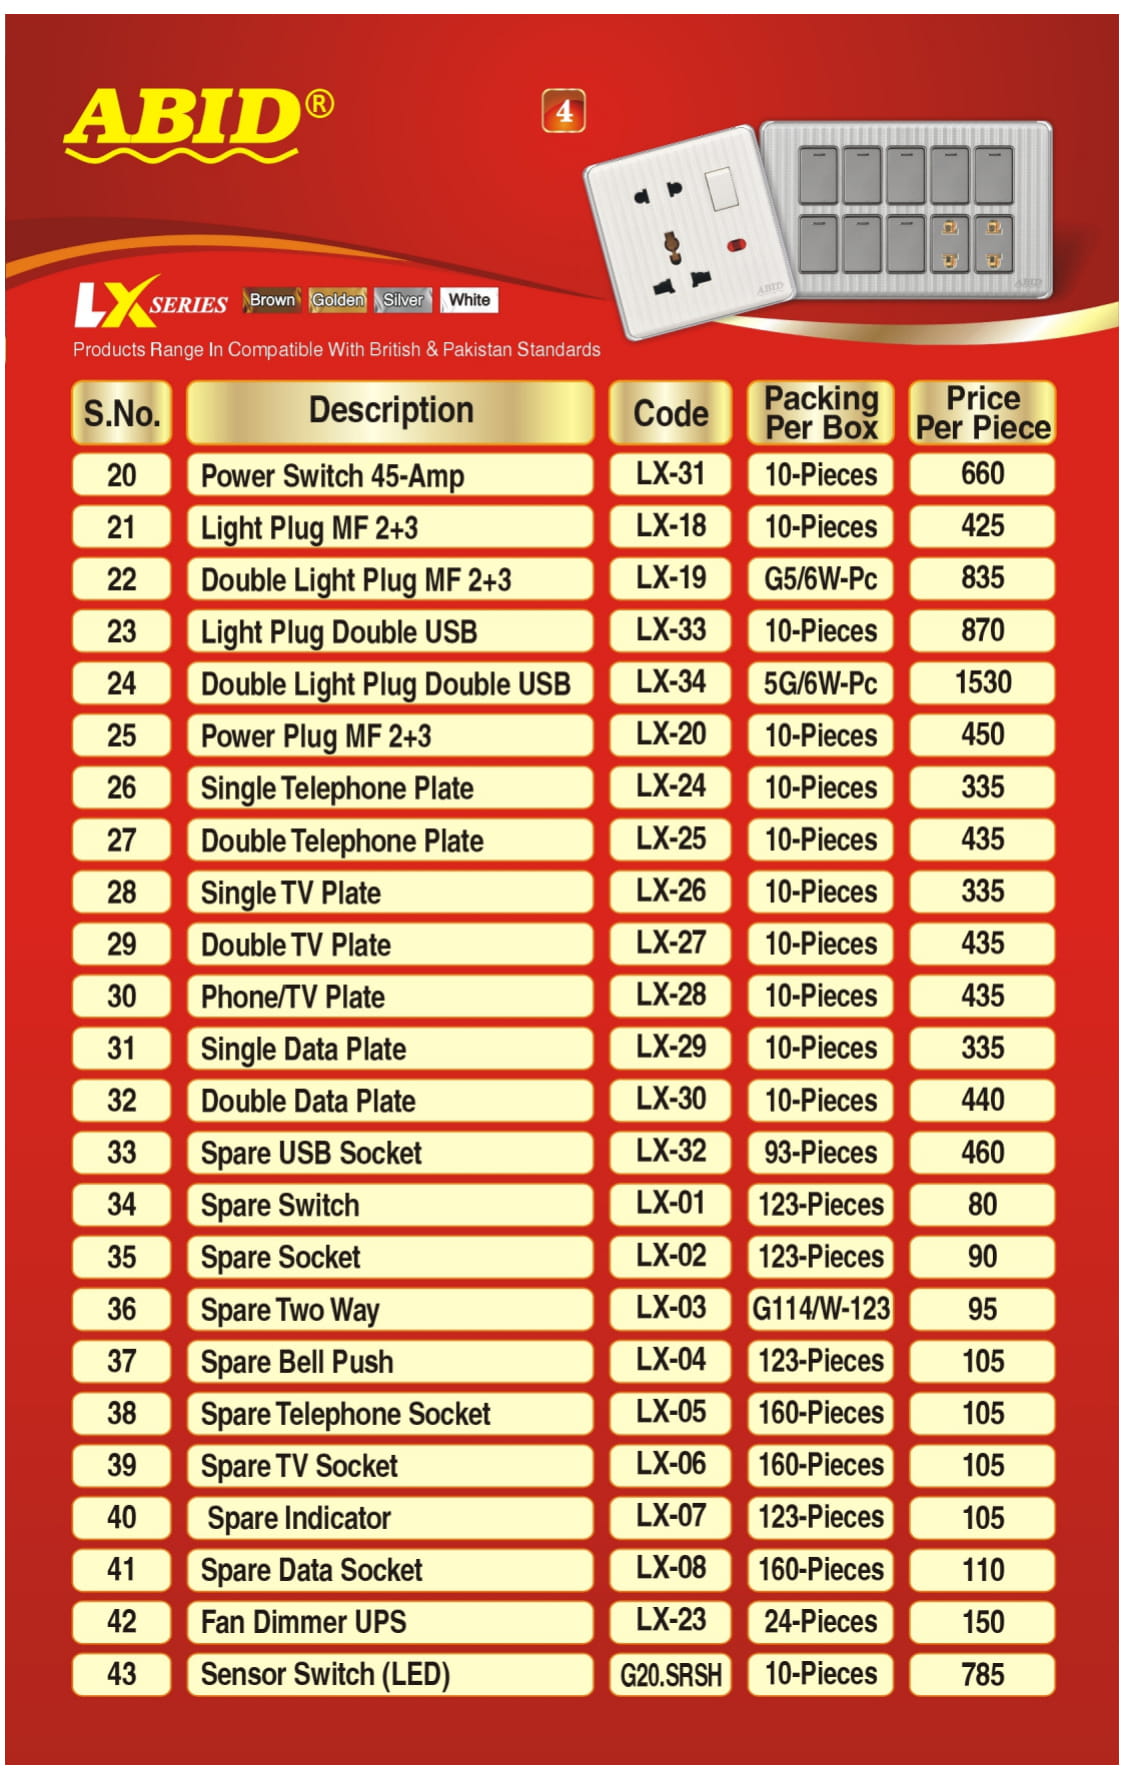 ABID®
4
ABID
ABID
LX SERIES Brown Golden Silver White
Products Range In Compatible With British & Pakistan Standards
S.No. Description Code Packing Per Box Price Per Piece
20 Power Switch 45-Amp LX-31 10-Pieces 660
21 Light Plug MF 2+3 LX-18 10-Pieces 425
22 Double Light Plug MF 2+3 LX-19 G5/6W-Pc 835
23 Light Plug Double USB LX-33 10-Pieces 870
24 Double Light Plug Double USB LX-34 5G/6W-Pc 1530
25 Power Plug MF 2+3 LX-20 10-Pieces 450
26 Single Telephone Plate LX-24 10-Pieces 335
27 Double Telephone Plate LX-25 10-Pieces 435
28 Single TV Plate LX-26 10-Pieces 335
29 Double TV Plate LX-27 10-Pieces 435
30 Phone/TV Plate LX-28 10-Pieces 435
31 Single Data Plate LX-29 10-Pieces 335
32 Double Data Plate LX-30 10-Pieces 440
33 Spare USB Socket LX-32 93-Pieces 460
34 Spare Switch LX-01 123-Pieces 80
35 Spare Socket LX-02 123-Pieces 90
36 Spare Two Way LX-03 G114/W-123 95
37 Spare Bell Push LX-04 123-Pieces 105
38 Spare Telephone Socket LX-05 160-Pieces 105
39 Spare TV Socket LX-06 160-Pieces 105
40 Spare Indicator LX-07 123-Pieces 105
41 Spare Data Socket LX-08 160-Pieces 110
42 Fan Dimmer UPS LX-23 24-Pieces 150
43 Sensor Switch (LED) G20.SRSH 10-Pieces 785